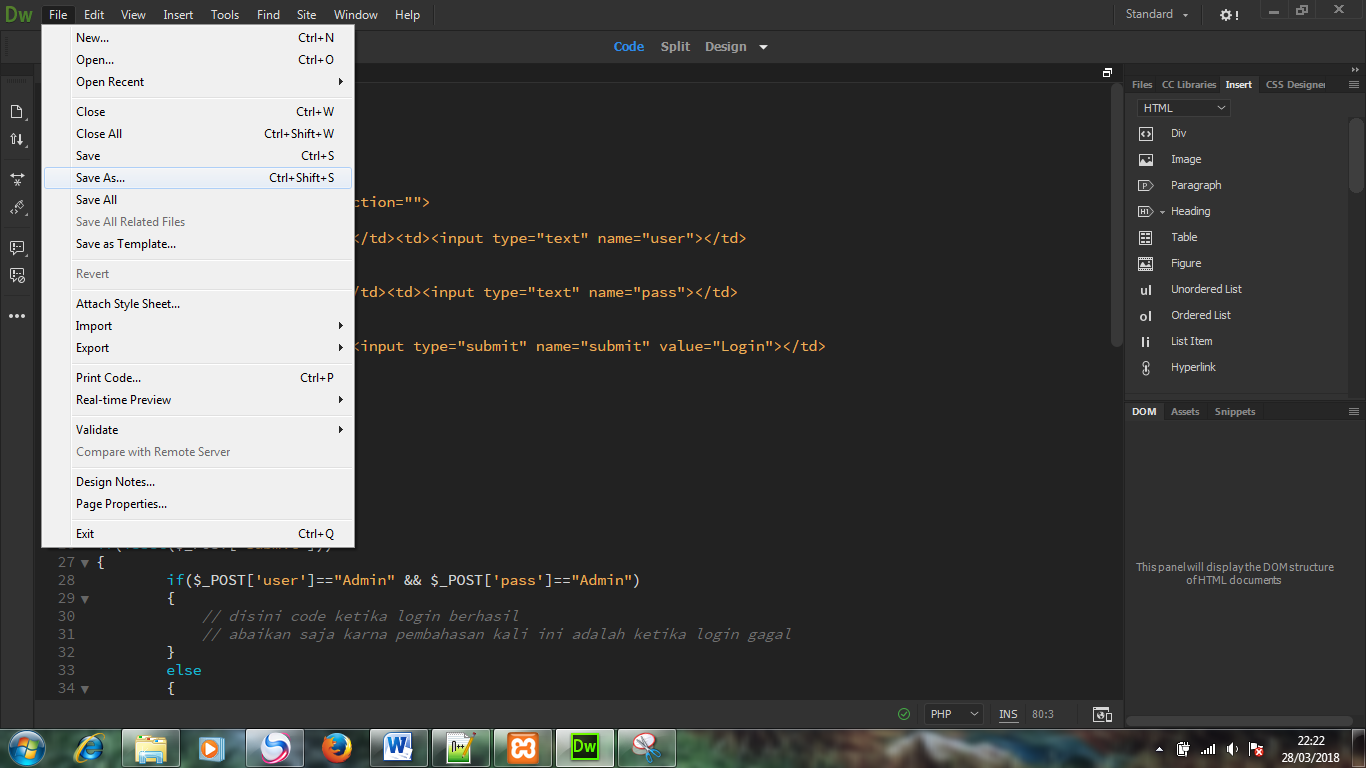 Dw File Edit View Insert Tools Find Site Window Help Standard
Code Split Design
New... Ctrl+N
Open... Ctrl+O
Open Recent
Close Ctrl+W
Close All Ctrl+Shift+W
Save Ctrl+S
Save As... Ctrl+Shift+S
Save All
Save All Related Files
Save as Template...
Revert
Attach Style Sheet...
Import
Export
Print Code... Ctrl+P
Real-time Preview
Validate
Compare with Remote Server
Design Notes...
Page Properties...
Exit Ctrl+Q
ction="">
</td><td><input type="text" name="user"></td>
/td><td><input type="text" name="pass"></td>
<input type="submit" name="submit" value="Login"></td>
27 {
28 if($_POST['user']=="Admin" && $_POST['pass']=="Admin")
29 {
30 // disini code ketika login berhasil
31 // abaikan saja karna pembahasan kali ini adalah ketika login gagal
32 }
33 else
34 {
PHP INS 80:3
Files CC Libraries Insert CSS Designer
HTML
Div
Image
Paragraph
Heading
Table
Figure
ul Unordered List
ol Ordered List
li List Item
Hyperlink
DOM Assets Snippets
This panel will display the DOM structure
of HTML documents
W Dw
22:22
28/03/2018